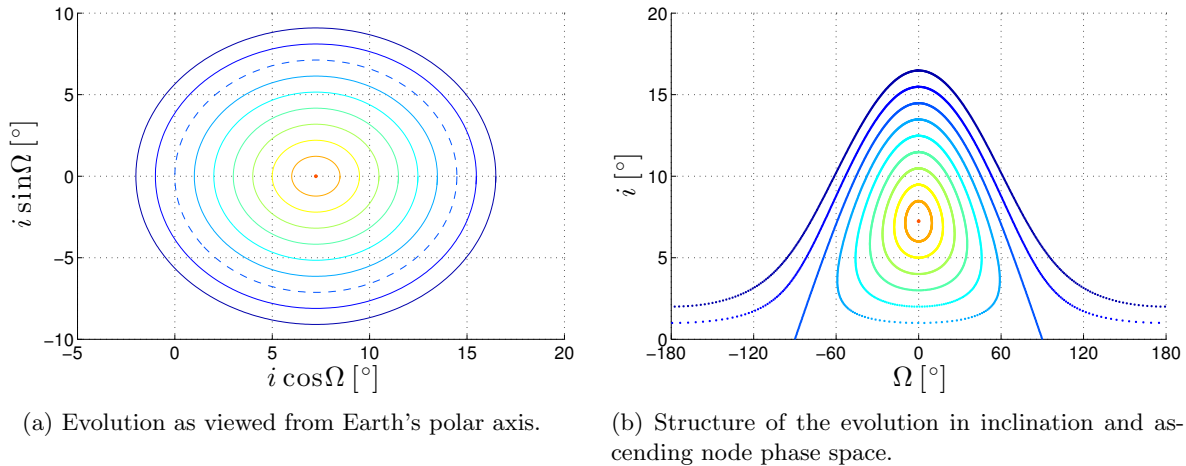 10
5
0
−5
−10
i sinΩ [°]
−5 0 5 10 15 20
i cosΩ [°]
(a) Evolution as viewed from Earth's polar axis.
20
15
10
5
0
i [°]
−180 −120 −60 0 60 120 180
Ω [°]
(b) Structure of the evolution in inclination and as-
cending node phase space.